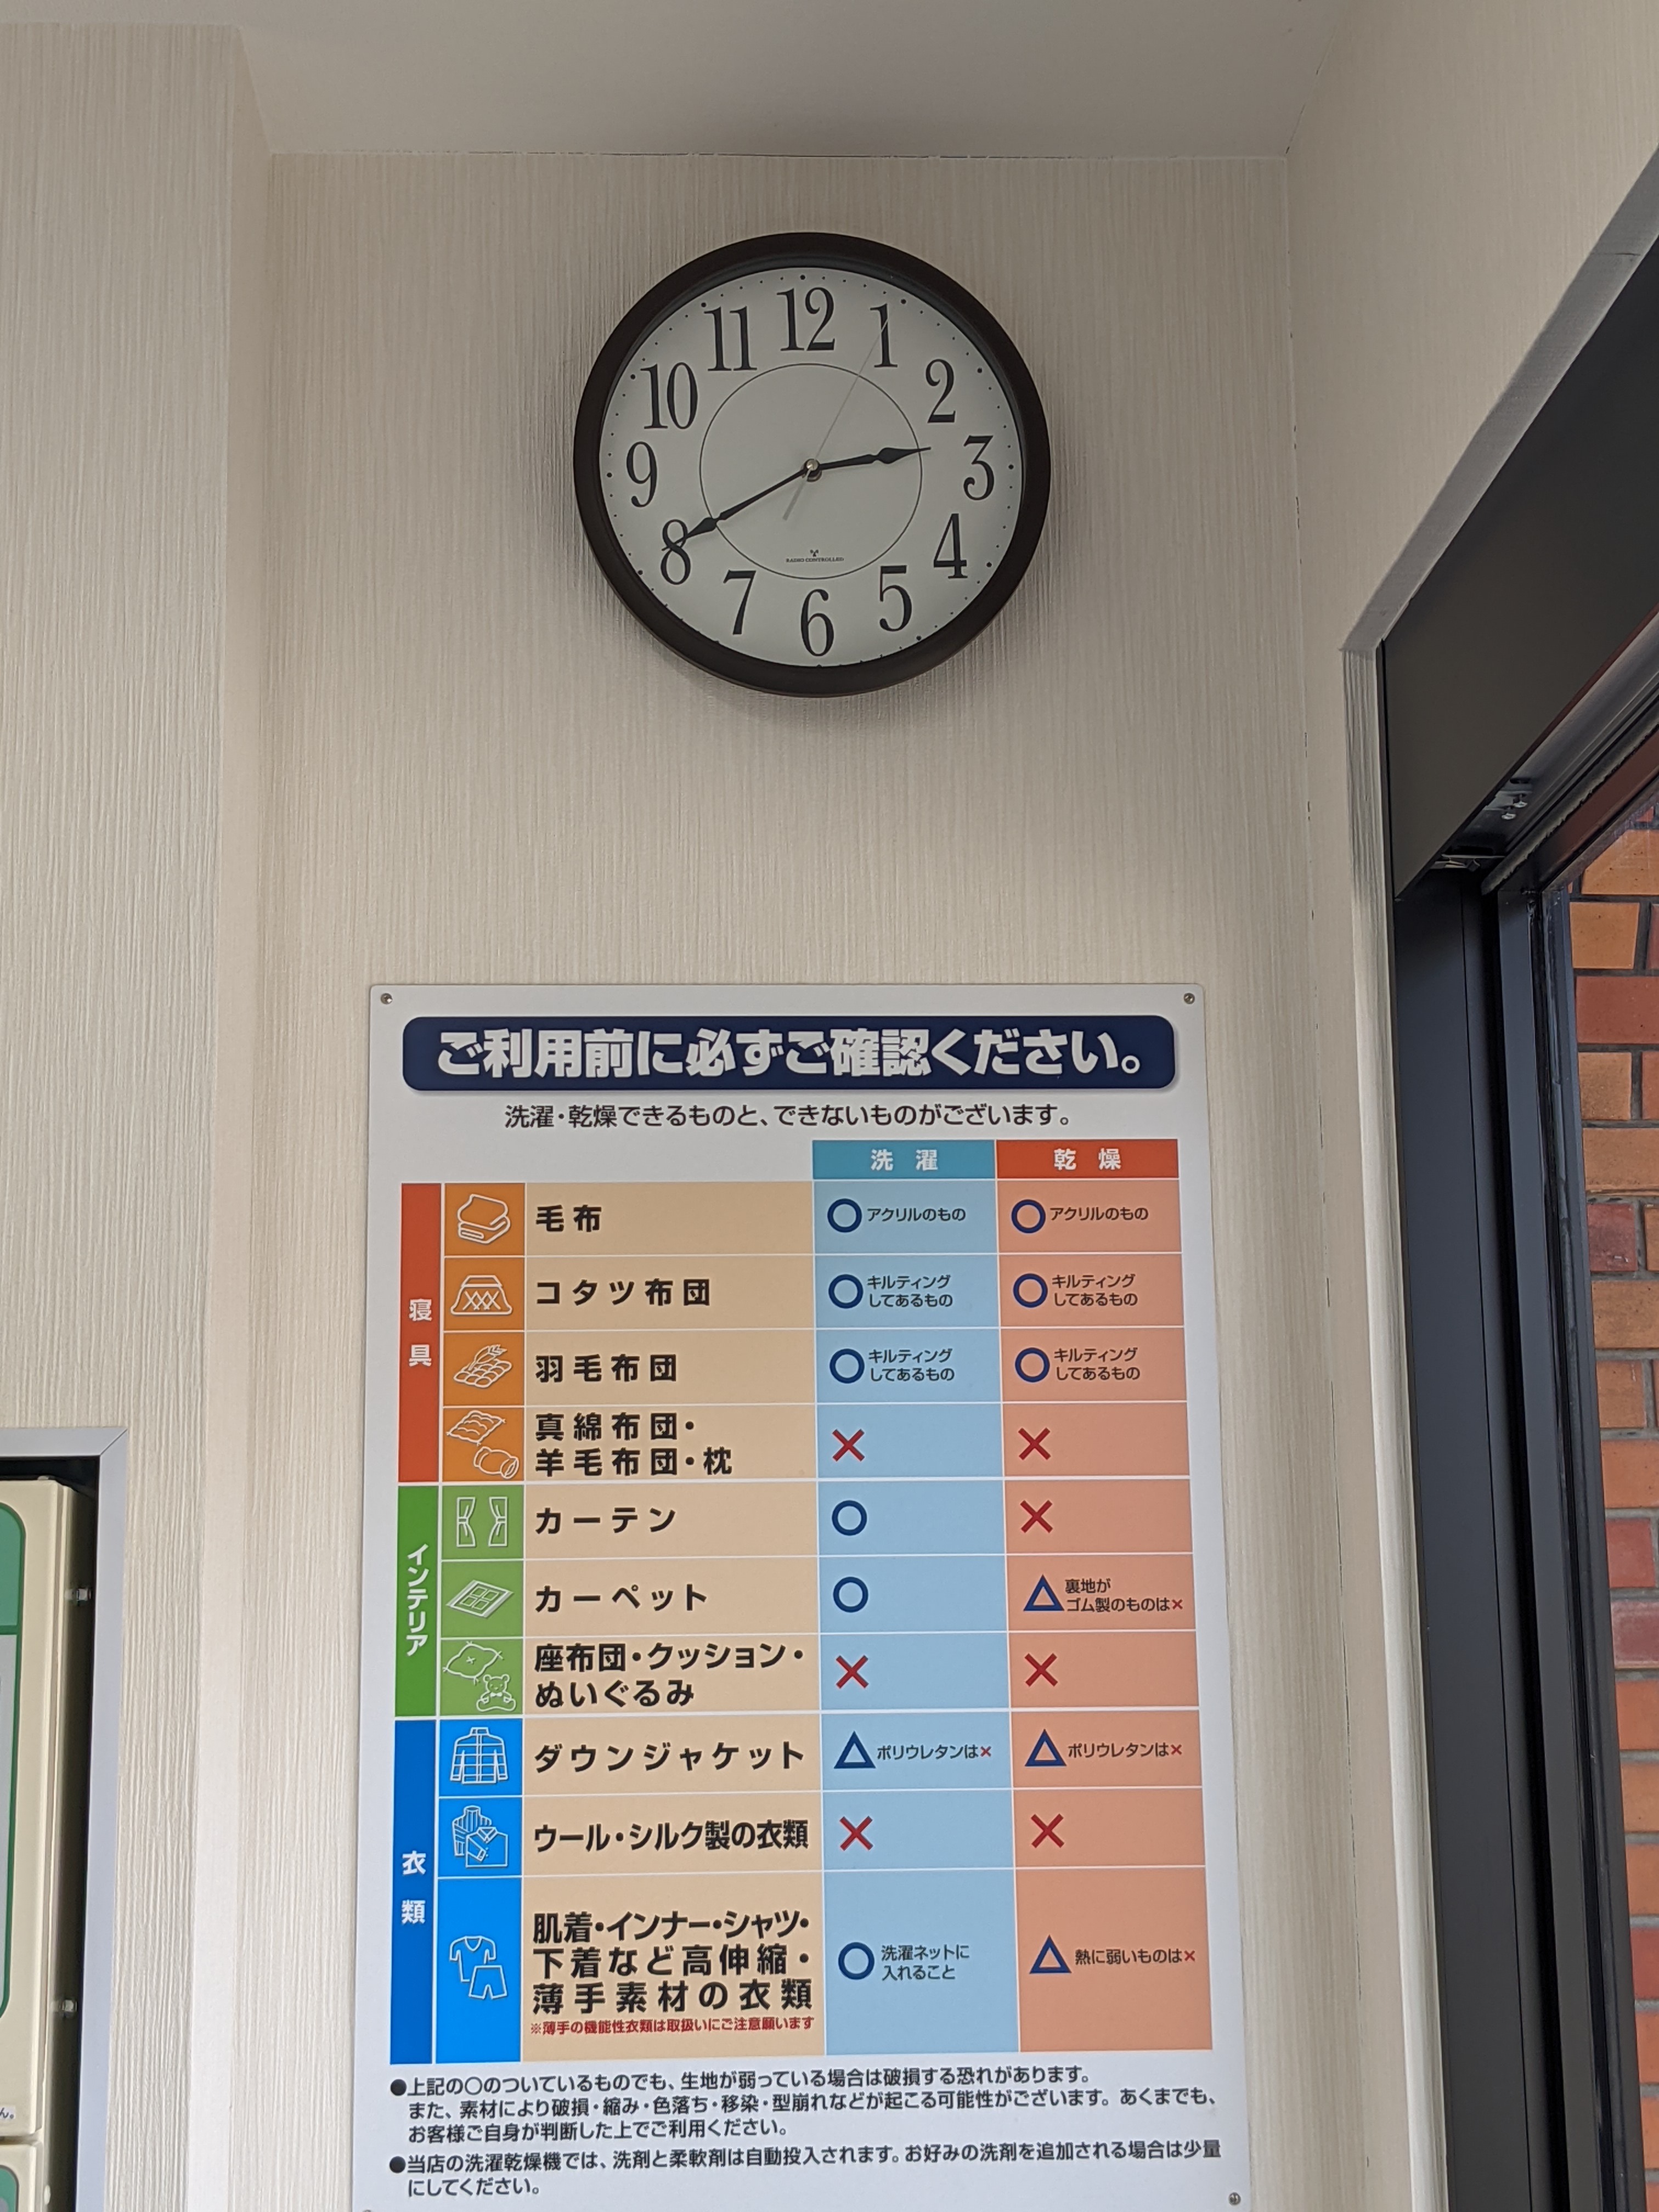 12
1
2
3
4
5
6
7
8
9
10
11
RADIO CONTROLLED
ご利用前に必ずご確認ください。
洗濯・乾燥できるものと、できないものがございます。
洗濯 乾燥
寝具
毛布 〇 アクリルのもの 〇 アクリルのもの
コタツ布団 〇 キルティング 〇 キルティング
してあるもの してあるもの
羽毛布団 〇 キルティング 〇 キルティング
してあるもの してあるもの
真綿布団・
羊毛布団・枕 × ×
インテリア
カーテン 〇 ×
カーペット 〇 △ 裏地が
ゴム製のものは×
座布団・クッション・
ぬいぐるみ × ×
衣類
ダウンジャケット △ ポリウレタンは× △ ポリウレタンは×
ウール・シルク製の衣類 × ×
肌着・インナー・シャツ・
下着など高伸縮・ 〇 洗濯ネットに △ 熱に弱いものは×
薄手素材の衣類 入れること
※薄手の機能性衣類は取扱いにご注意願います
●上記の〇のついているものでも、生地が弱っている場合は破損する恐れがあります。
また、素材により破損・縮み・色落ち・移染・型崩れなどが起こる可能性がございます。あくまでも、
お客様ご自身が判断した上でご利用ください。
●当店の洗濯乾燥機では、洗剤と柔軟剤は自動投入されます。お好みの洗剤を追加される場合は少量
にしてください。
ん。